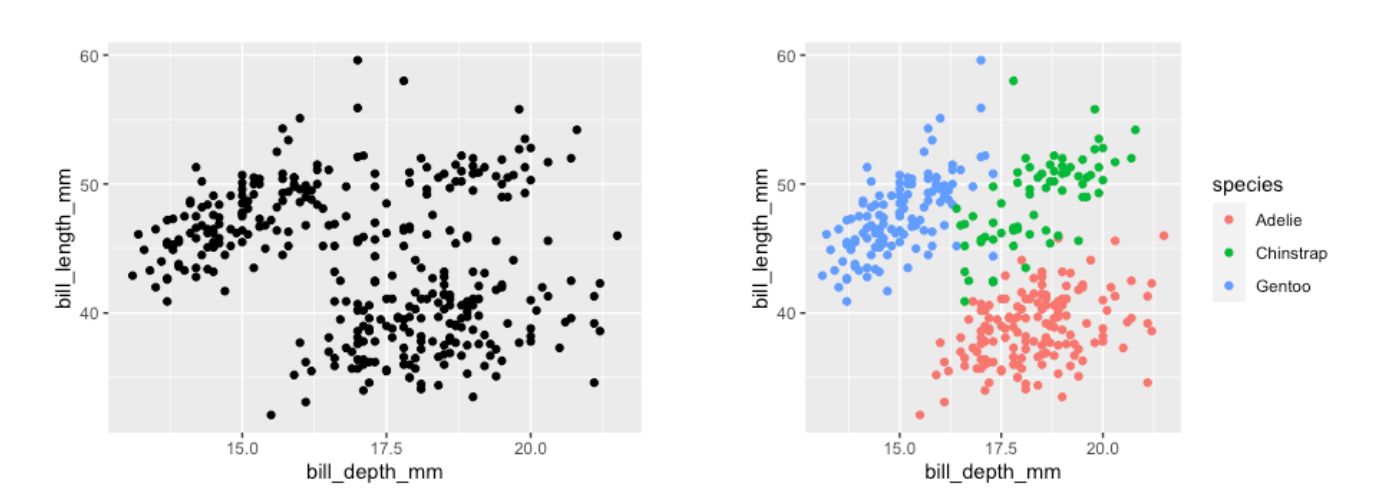 60
50
40
bill_length_mm
15.0 17.5 20.0
bill_depth_mm
60
50
40
bill_length_mm
15.0 17.5 20.0
bill_depth_mm
species
Adelie
Chinstrap
Gentoo